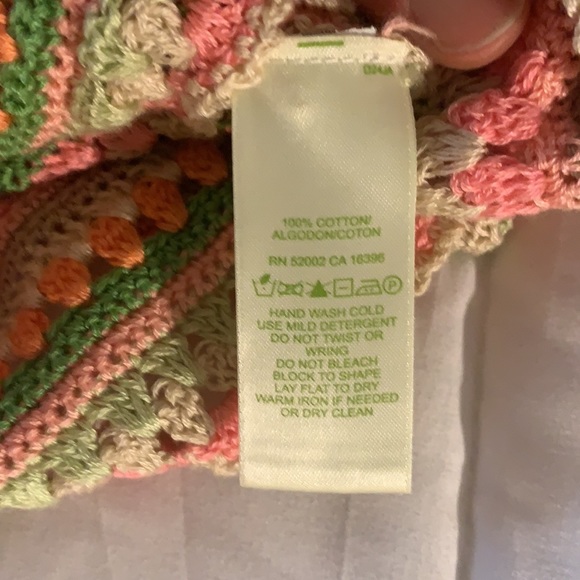 100% COTTON/
ALGODON/COTON
RN 52002 CA 16396
P
HAND WASH COLD
USE MILD DETERGENT
DO NOT TWIST OR
WRING
DO NOT BLEACH
BLOCK TO SHAPE
LAY FLAT TO DRY
WARM IRON IF NEEDED
OR DRY CLEAN